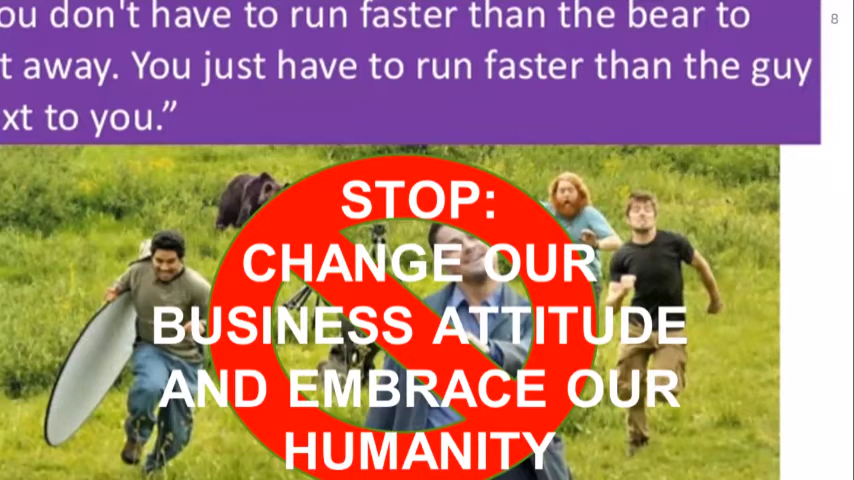 ou don't have to run faster than the bear to
t away. You just have to run faster than the guy
xt to you.”
8
STOP:
CHANGE OUR
BUSINESS ATTITUDE
AND EMBRACE OUR
HUMANITY